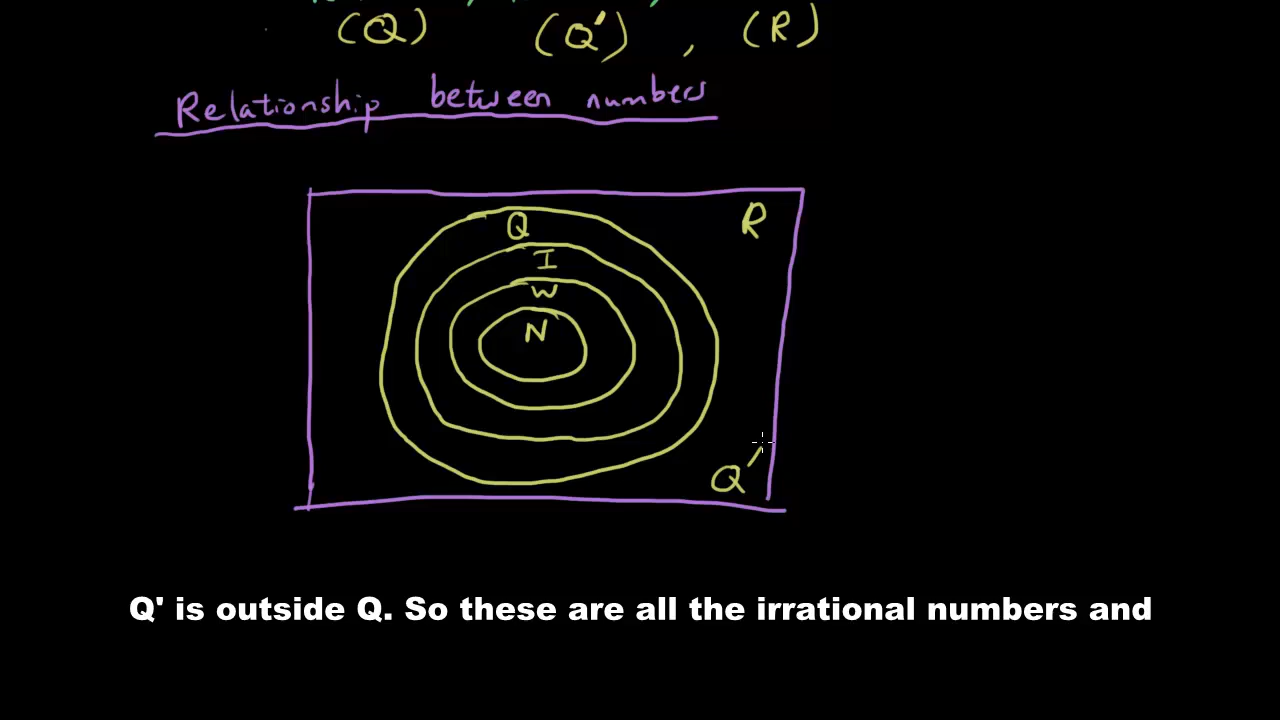 (Q) (Q') , (R)
Relationship between numbers
Q
R
I
W
N
Q'
Q' is outside Q. So these are all the irrational numbers and